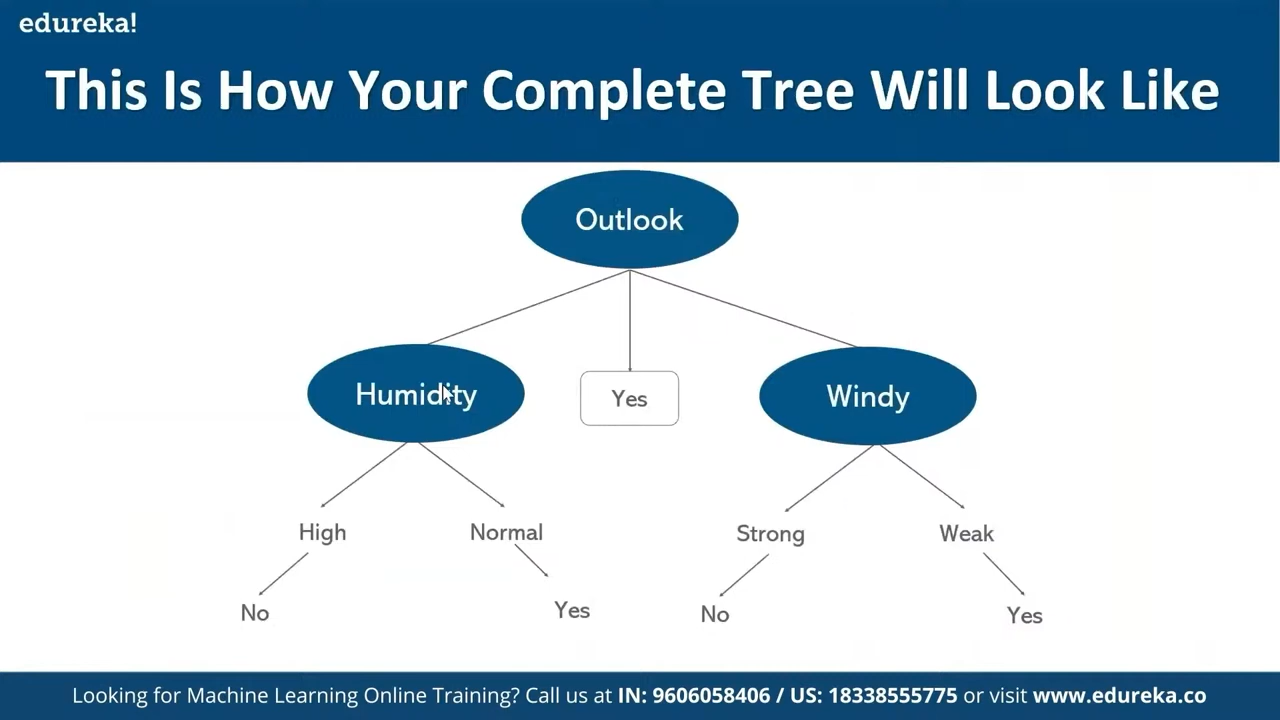 edureka!
This Is How Your Complete Tree Will Look Like
Outlook
Humidity
Yes
Windy
High
Normal
Strong
Weak
No
Yes
No
Yes
Looking for Machine Learning Online Training? Call us at IN: 9606058406 / US: 18338555775 or visit www.edureka.co